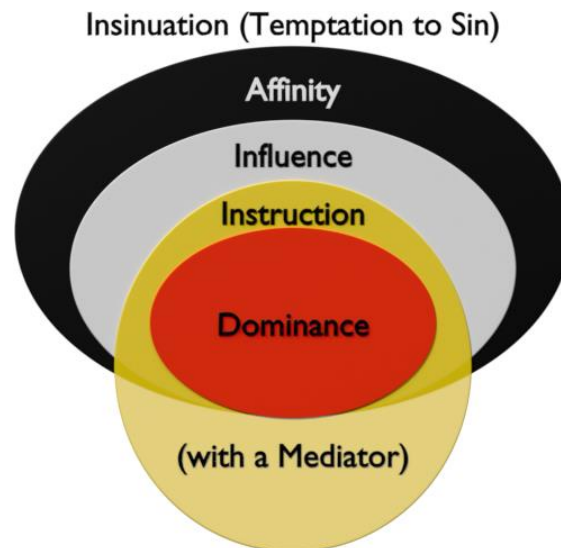 Insinuation (Temptation to Sin)
Affinity
Influence
Instruction
Dominance
(with a Mediator)